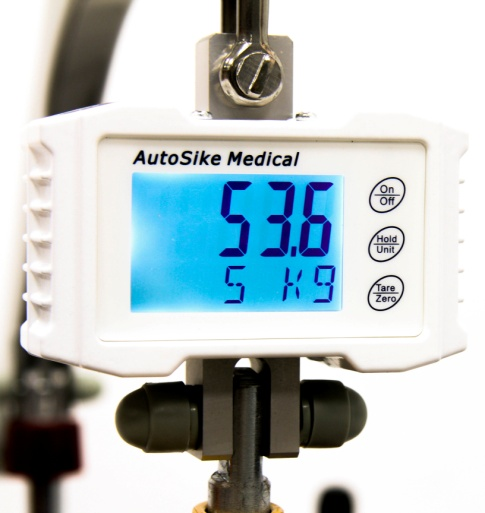 AutoSike Medical
53.6
5 kg
On
Off
Hold
Unit
Tare
Zero